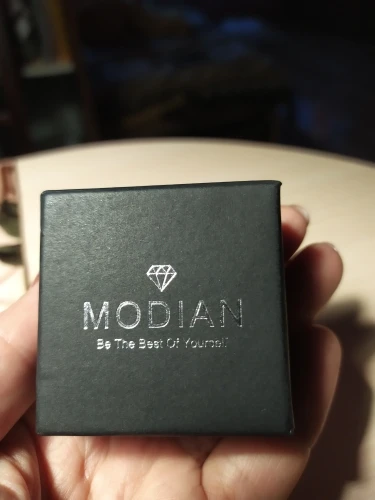 MODIAN
Be The Best Of Yourself